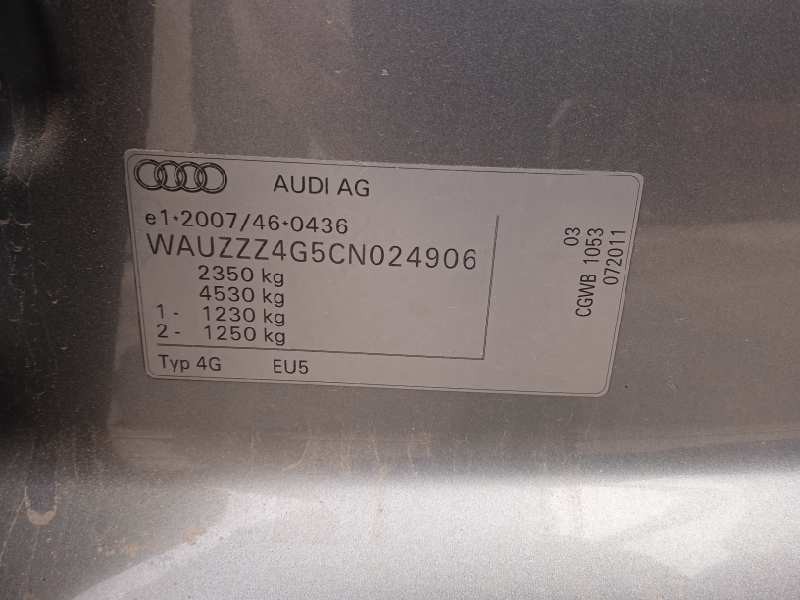 AUDI AG
e1*2007/46*0436
WAUZZZ4G5CN024906
2350 kg
4530 kg
1 - 1230 kg
2 - 1250 kg
Typ 4G EU5
03
CGWB 1053
072011